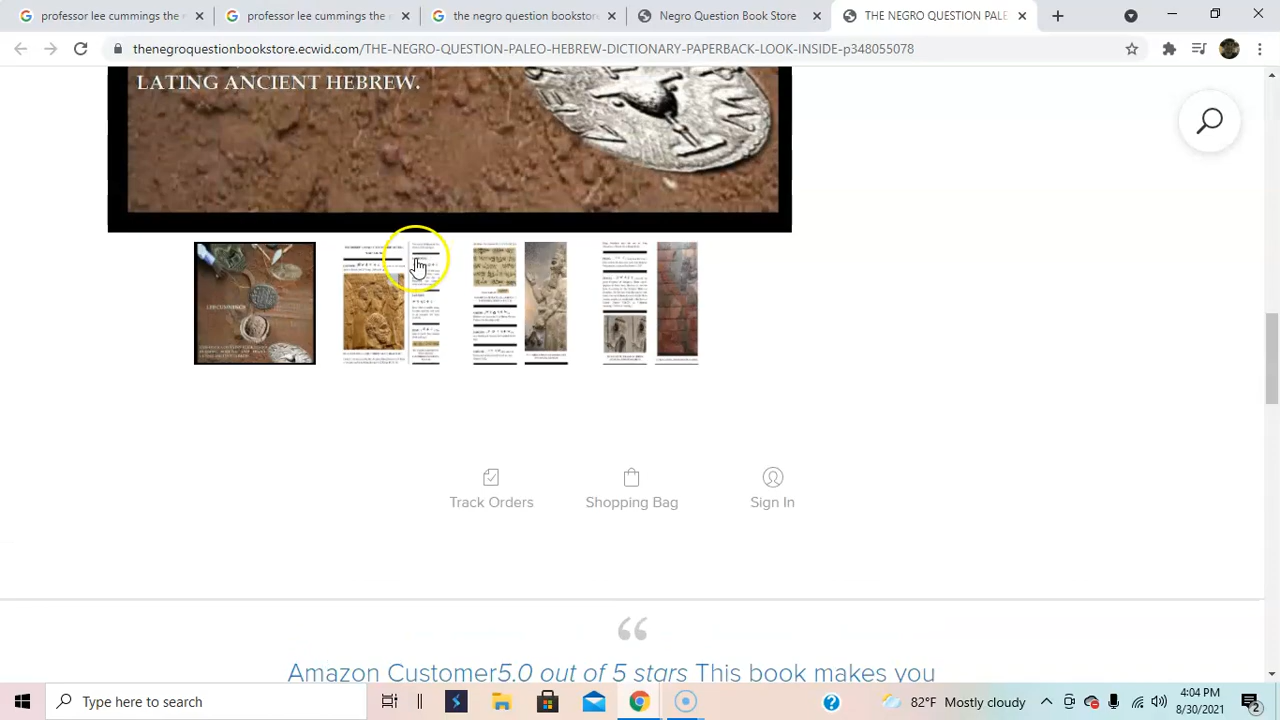 professor lee cummings the
professor lee cummings the
negro question bookstore
Negro Question Book Store
THE NEGRO QUESTION PALE
thenegroquestionbookstore.ecwid.com/THE-NEGRO-QUESTION-PALEO-HEBREW-DICTIONARY-PAPERBACK-LOOK-INSIDE-p348055078
LATING ANCIENT HEBREW.
Track Orders
Shopping Bag
Sign In
Amazon Customer5.0 out of 5 stars This book makes you
Type here to search
82°F Mostly cloudy
4:04 PM
8/30/2021
2